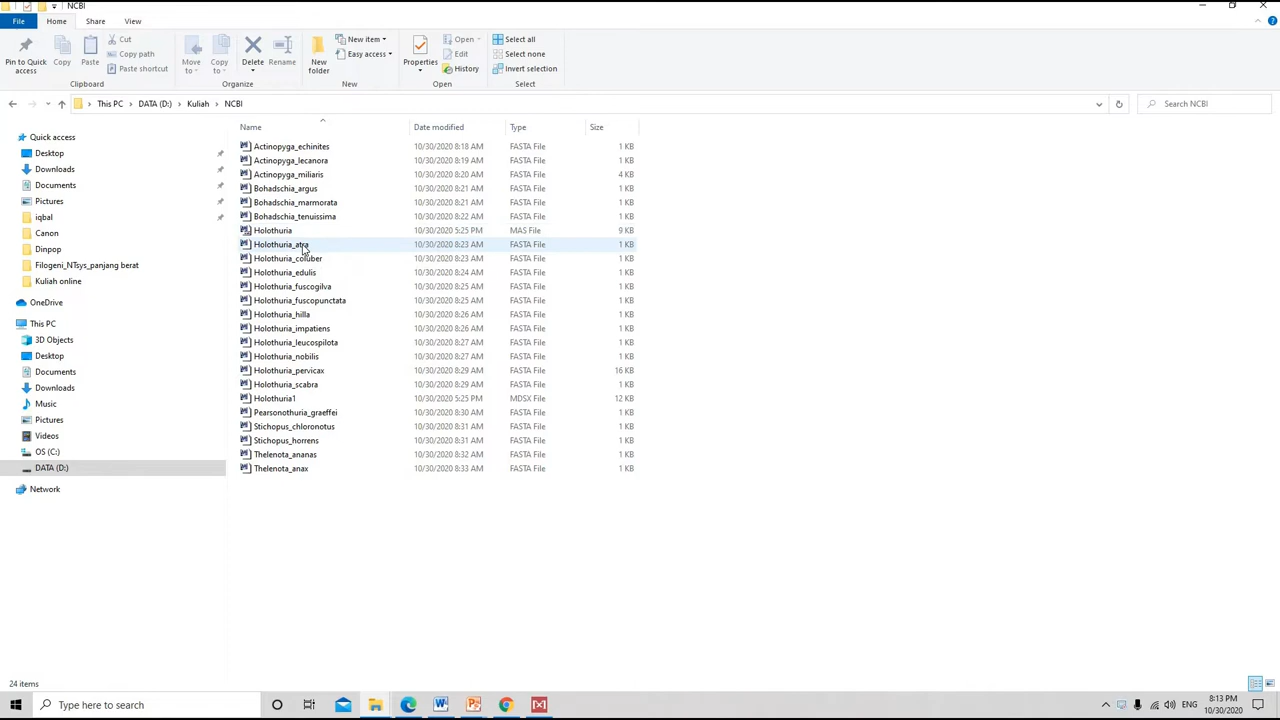 NCBI
File Home Share View
Pin to Quick access
Copy
Paste
Cut
Copy path
Paste shortcut
Move to
Copy to
Delete
Rename
New folder
New item
Easy access
Properties
Open
Edit
History
Select all
Select none
Invert selection
Clipboard Organize New Open Select
This PC DATA (D:) Kuliah NCBI Search NCBI
Name Date modified Type Size
Quick access
Desktop
Downloads
Documents
Pictures
iqbal
Canon
Dinpop
Filogeni_NTsys_panjang berat
Kuliah online
OneDrive
This PC
3D Objects
Desktop
Documents
Downloads
Music
Pictures
Videos
OS (C:)
DATA (D:)
Network
Actinopyga_echinites 10/30/2020 8:18 AM FASTA File 1 KB
Actinopyga_lecanora 10/30/2020 8:19 AM FASTA File 1 KB
Actinopyga_miliaris 10/30/2020 8:20 AM FASTA File 4 KB
Bohadschia_argus 10/30/2020 8:21 AM FASTA File 1 KB
Bohadschia_marmorata 10/30/2020 8:21 AM FASTA File 1 KB
Bohadschia_tenuissima 10/30/2020 8:22 AM FASTA File 1 KB
Holothuria 10/30/2020 5:25 PM MAS File 9 KB
Holothuria_atra 10/30/2020 8:23 AM FASTA File 1 KB
Holothuria_coluber 10/30/2020 8:23 AM FASTA File 1 KB
Holothuria_edulis 10/30/2020 8:24 AM FASTA File 1 KB
Holothuria_fuscogilva 10/30/2020 8:25 AM FASTA File 1 KB
Holothuria_fuscopunctata 10/30/2020 8:25 AM FASTA File 1 KB
Holothuria_hilla 10/30/2020 8:26 AM FASTA File 1 KB
Holothuria_impatiens 10/30/2020 8:26 AM FASTA File 1 KB
Holothuria_leucospilota 10/30/2020 8:27 AM FASTA File 1 KB
Holothuria_nobilis 10/30/2020 8:27 AM FASTA File 1 KB
Holothuria_pervicax 10/30/2020 8:29 AM FASTA File 16 KB
Holothuria_scabra 10/30/2020 8:29 AM FASTA File 1 KB
Holothuria1 10/30/2020 5:25 PM MDSX File 12 KB
Pearsonothuria_graeffei 10/30/2020 8:30 AM FASTA File 1 KB
Stichopus_chloronotus 10/30/2020 8:31 AM FASTA File 1 KB
Stichopus_horrens 10/30/2020 8:31 AM FASTA File 1 KB
Thelenota_ananas 10/30/2020 8:32 AM FASTA File 1 KB
Thelenota_anax 10/30/2020 8:33 AM FASTA File 1 KB
24 items
Type here to search
ENG
8:13 PM
10/30/2020